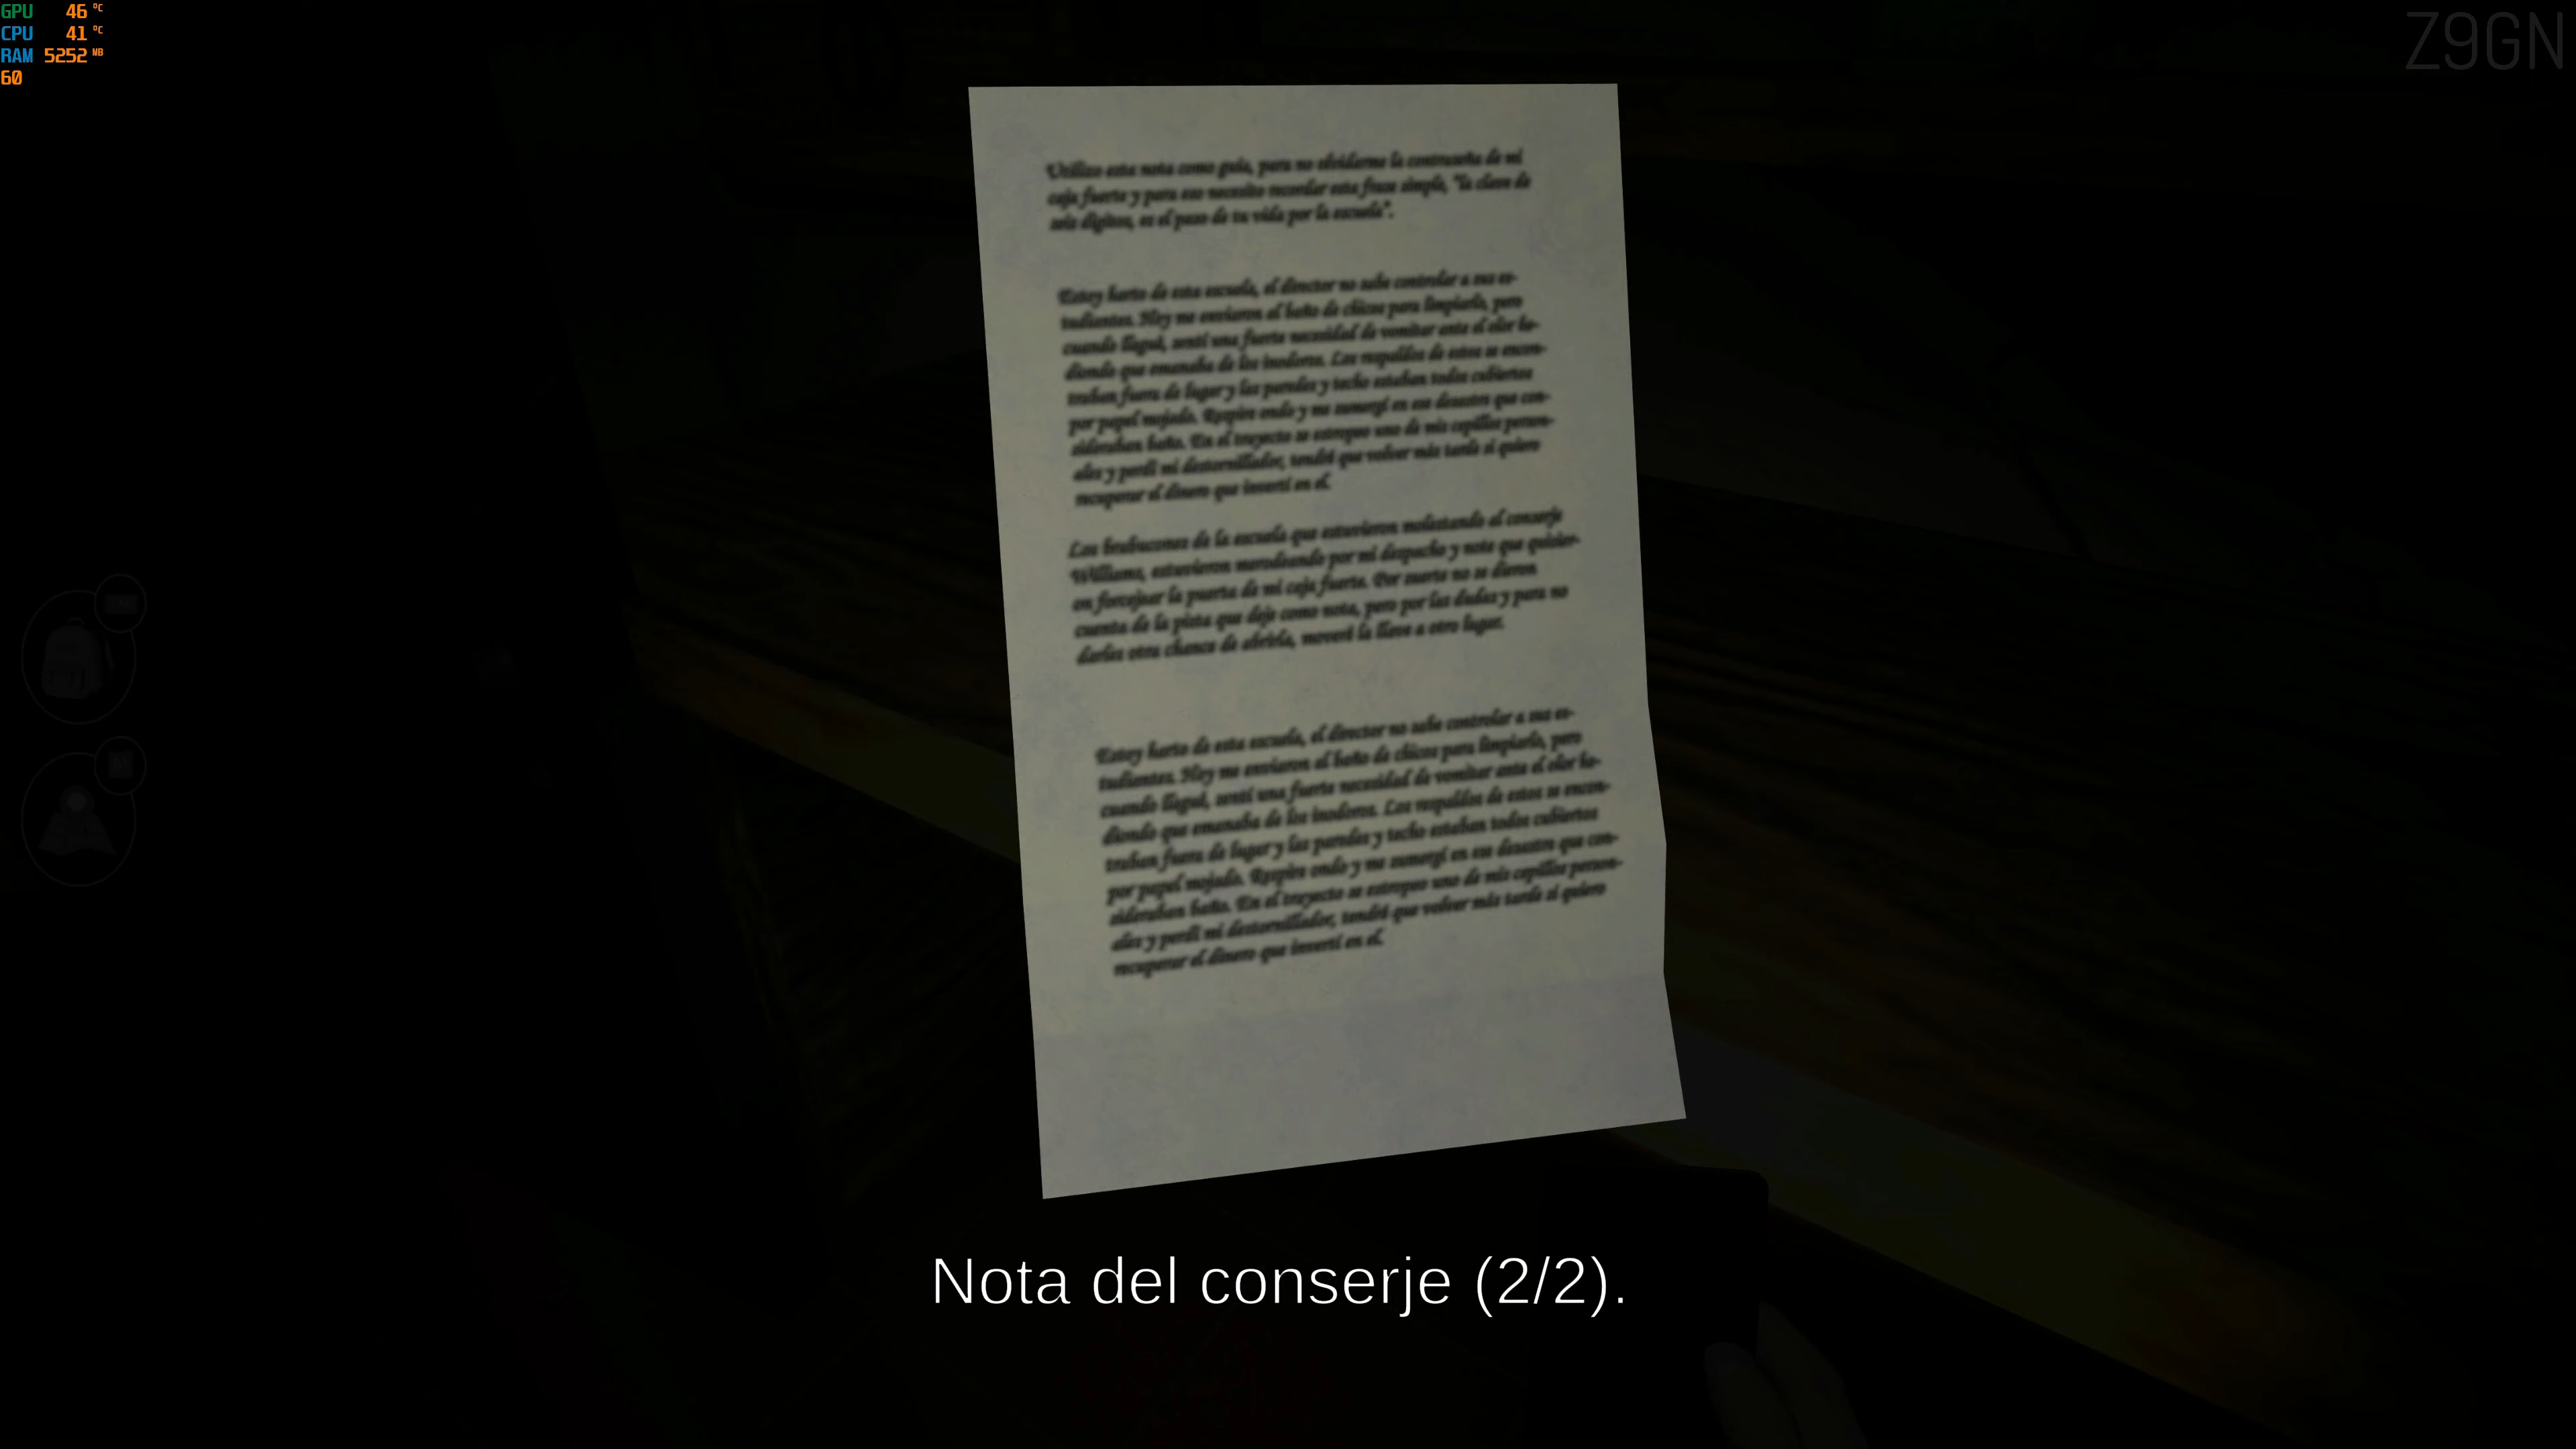 GPU 46 °C
CPU 41 °C
RAM 5252 MB
60
Z9GN
Utilizo esta nota como guía, para no olvidarme la contraseña de mi
caja fuerte y para eso necesito recordar esta frase simple, "la clave de
seis dígitos, es el paso de tu vida por la escuela".
Estoy harto de esta escuela, el director no sabe controlar a sus es-
tudiantes. Hoy me enviaron al baño de chicos para limpiarlo, pero
cuando llegué, sentí una fuerte necesidad de vomitar ante el olor he-
diondo que emanaba de los inodoros. Los respaldos de estos se encon-
traban fuera de lugar y las paredes y techo estaban todos cubiertos
por papel mojado. Respire ondo y me sumergí en ese desastre que con-
sideraban baño. En el trayecto se estropeo uno de mis cepillos person-
ales y perdí mi destornillador, tendré que volver más tarde si quiero
recuperar el dinero que invertí en el.
Los brabucones de la escuela que estuvieron molestando al conserje
Williams, estuvieron merodeando por mi despacho y note que quisier-
on forcejear la puerta de mi caja fuerte. Por suerte no se dieron
cuenta de la pista que deje como nota, pero por las dudas y para no
darles otra chance de abrirla, moveré la llave a otro lugar.
Estoy harto de esta escuela, el director no sabe controlar a sus es-
tudiantes. Hoy me enviaron al baño de chicos para limpiarlo, pero
cuando llegué, sentí una fuerte necesidad de vomitar ante el olor he-
diondo que emanaba de los inodoros. Los respaldos de estos se encon-
traban fuera de lugar y las paredes y techo estaban todos cubiertos
por papel mojado. Respire ondo y me sumergí en ese desastre que con-
sideraban baño. En el trayecto se estropeo uno de mis cepillos person-
ales y perdí mi destornillador, tendré que volver más tarde si quiero
recuperar el dinero que invertí en el.
Nota del conserje (2/2).